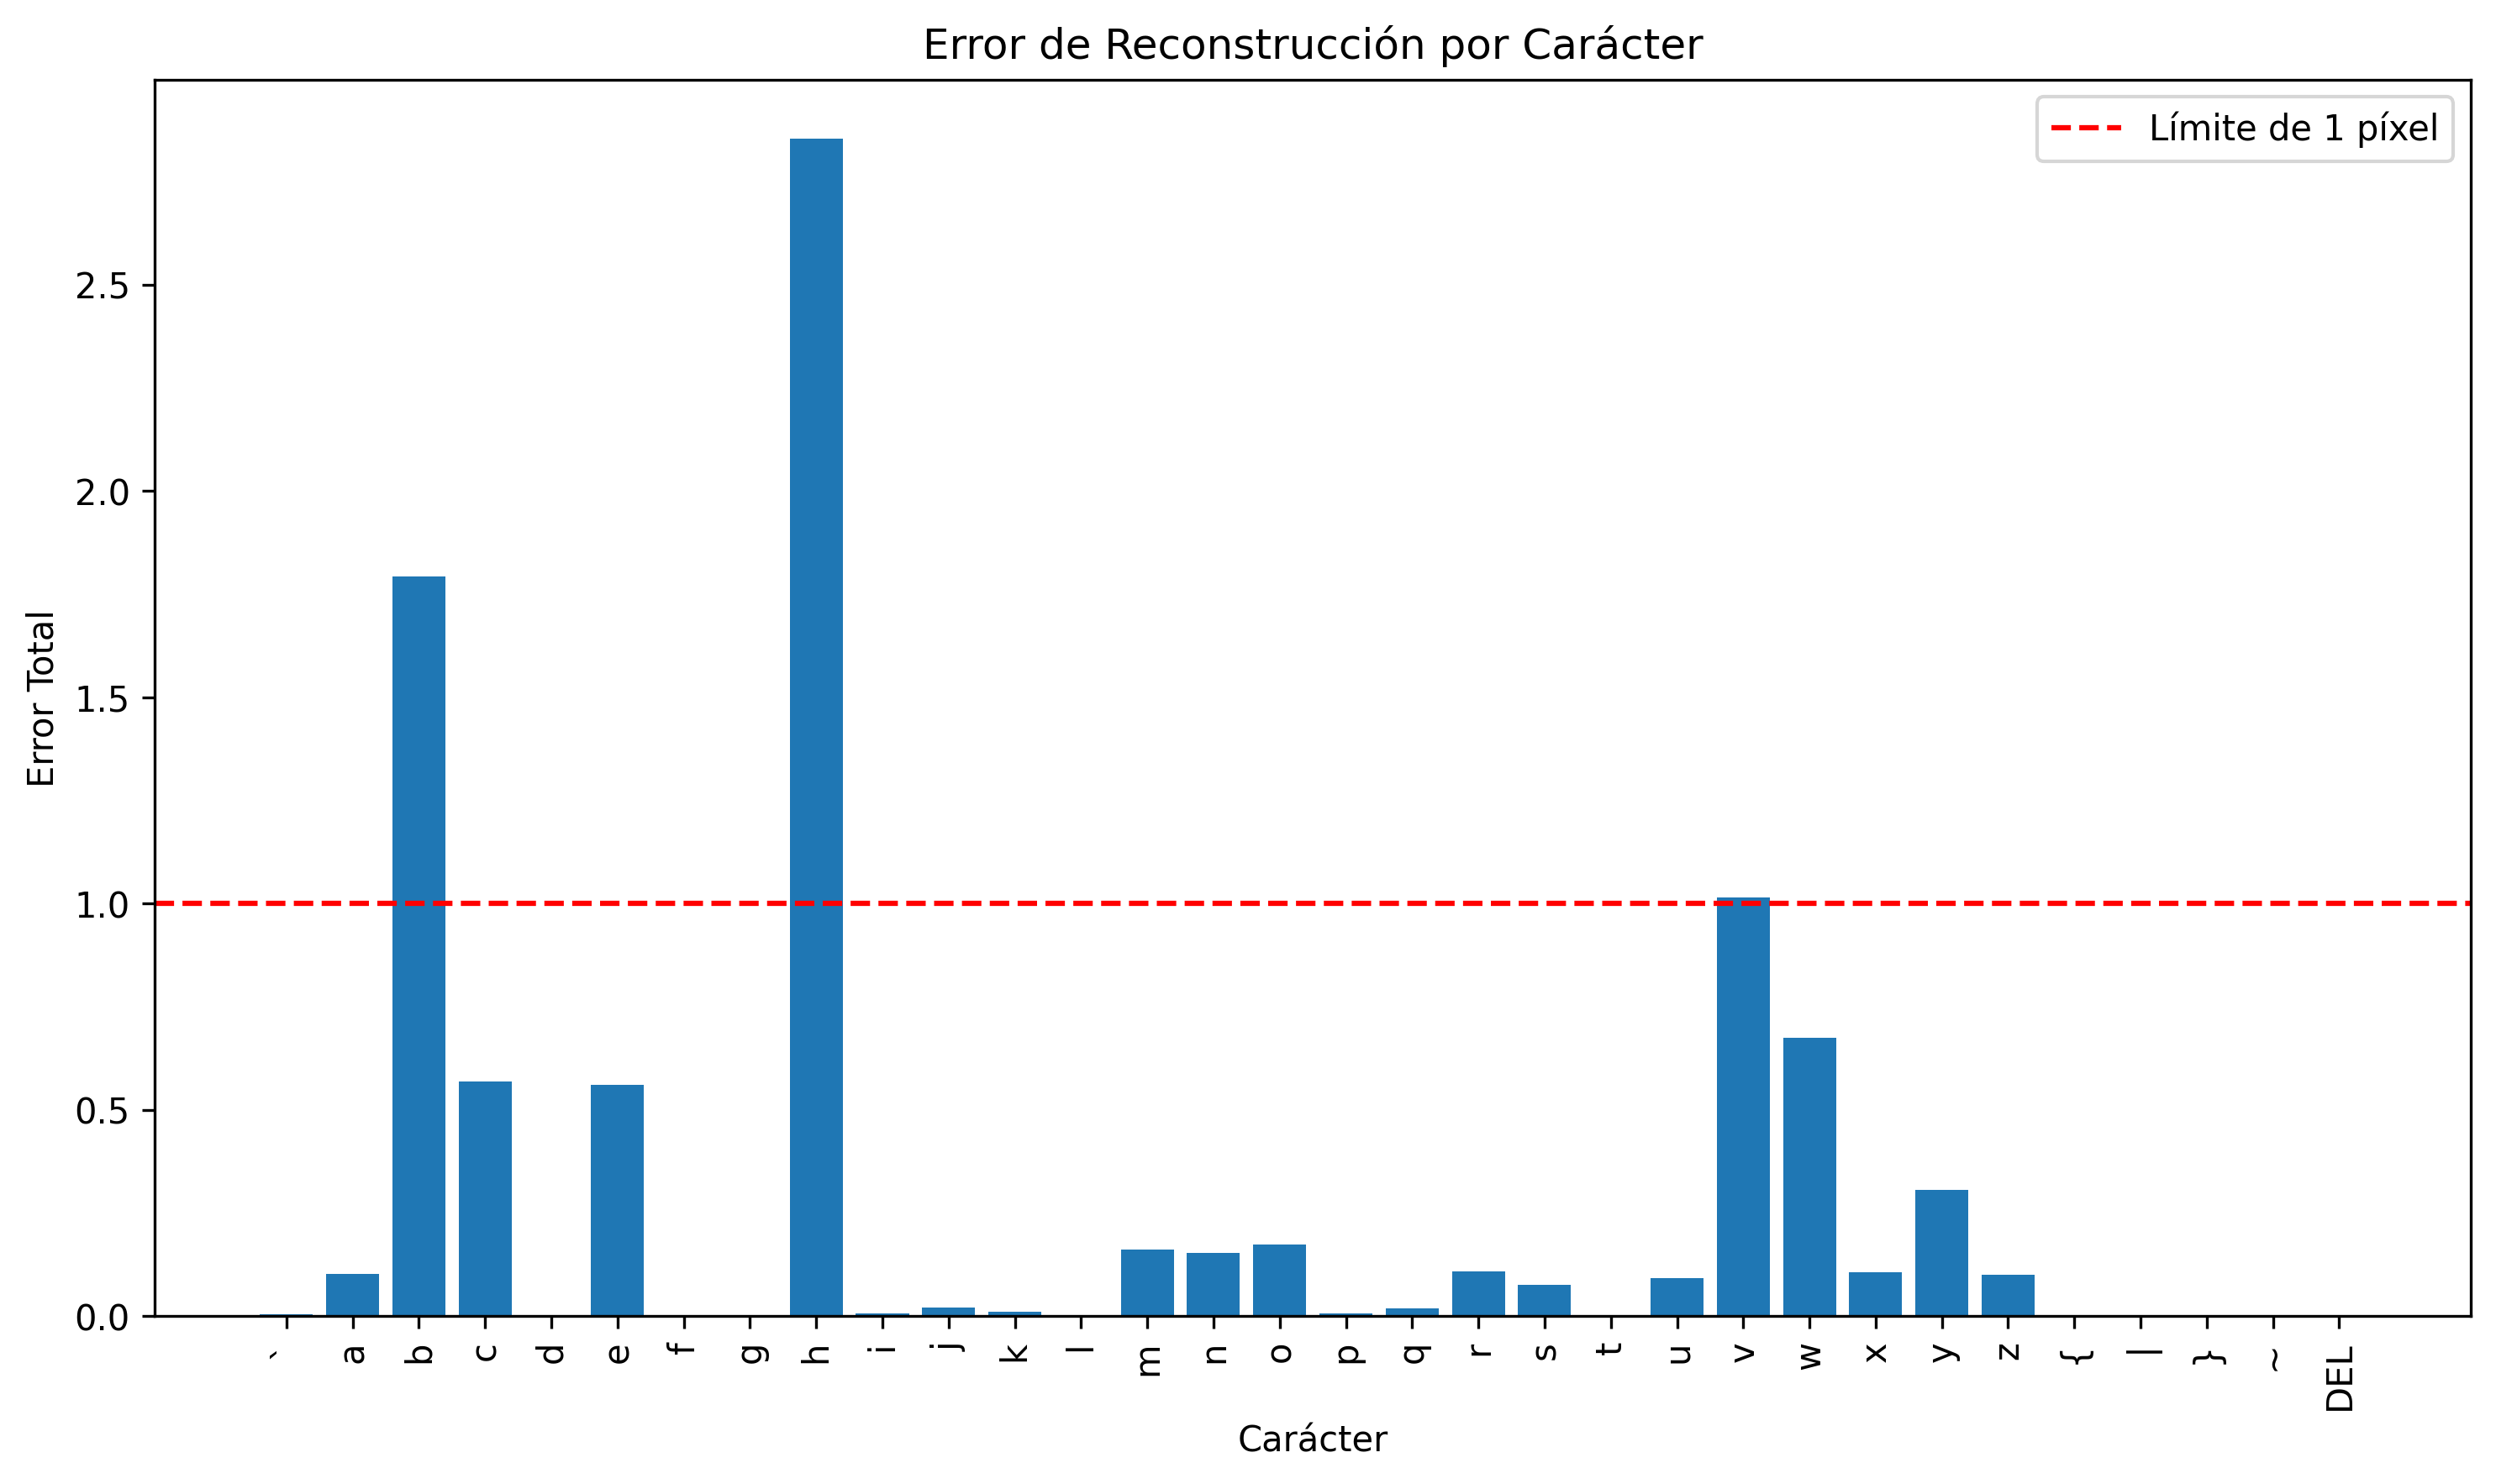 Error de Reconstrucción por Carácter
Límite de 1 píxel
Error Total
2.5
2.0
1.5
1.0
0.5
0.0
` a b c d e f g h i j k l m n o p q r s t u v w x y z { | } ~ DEL
Carácter